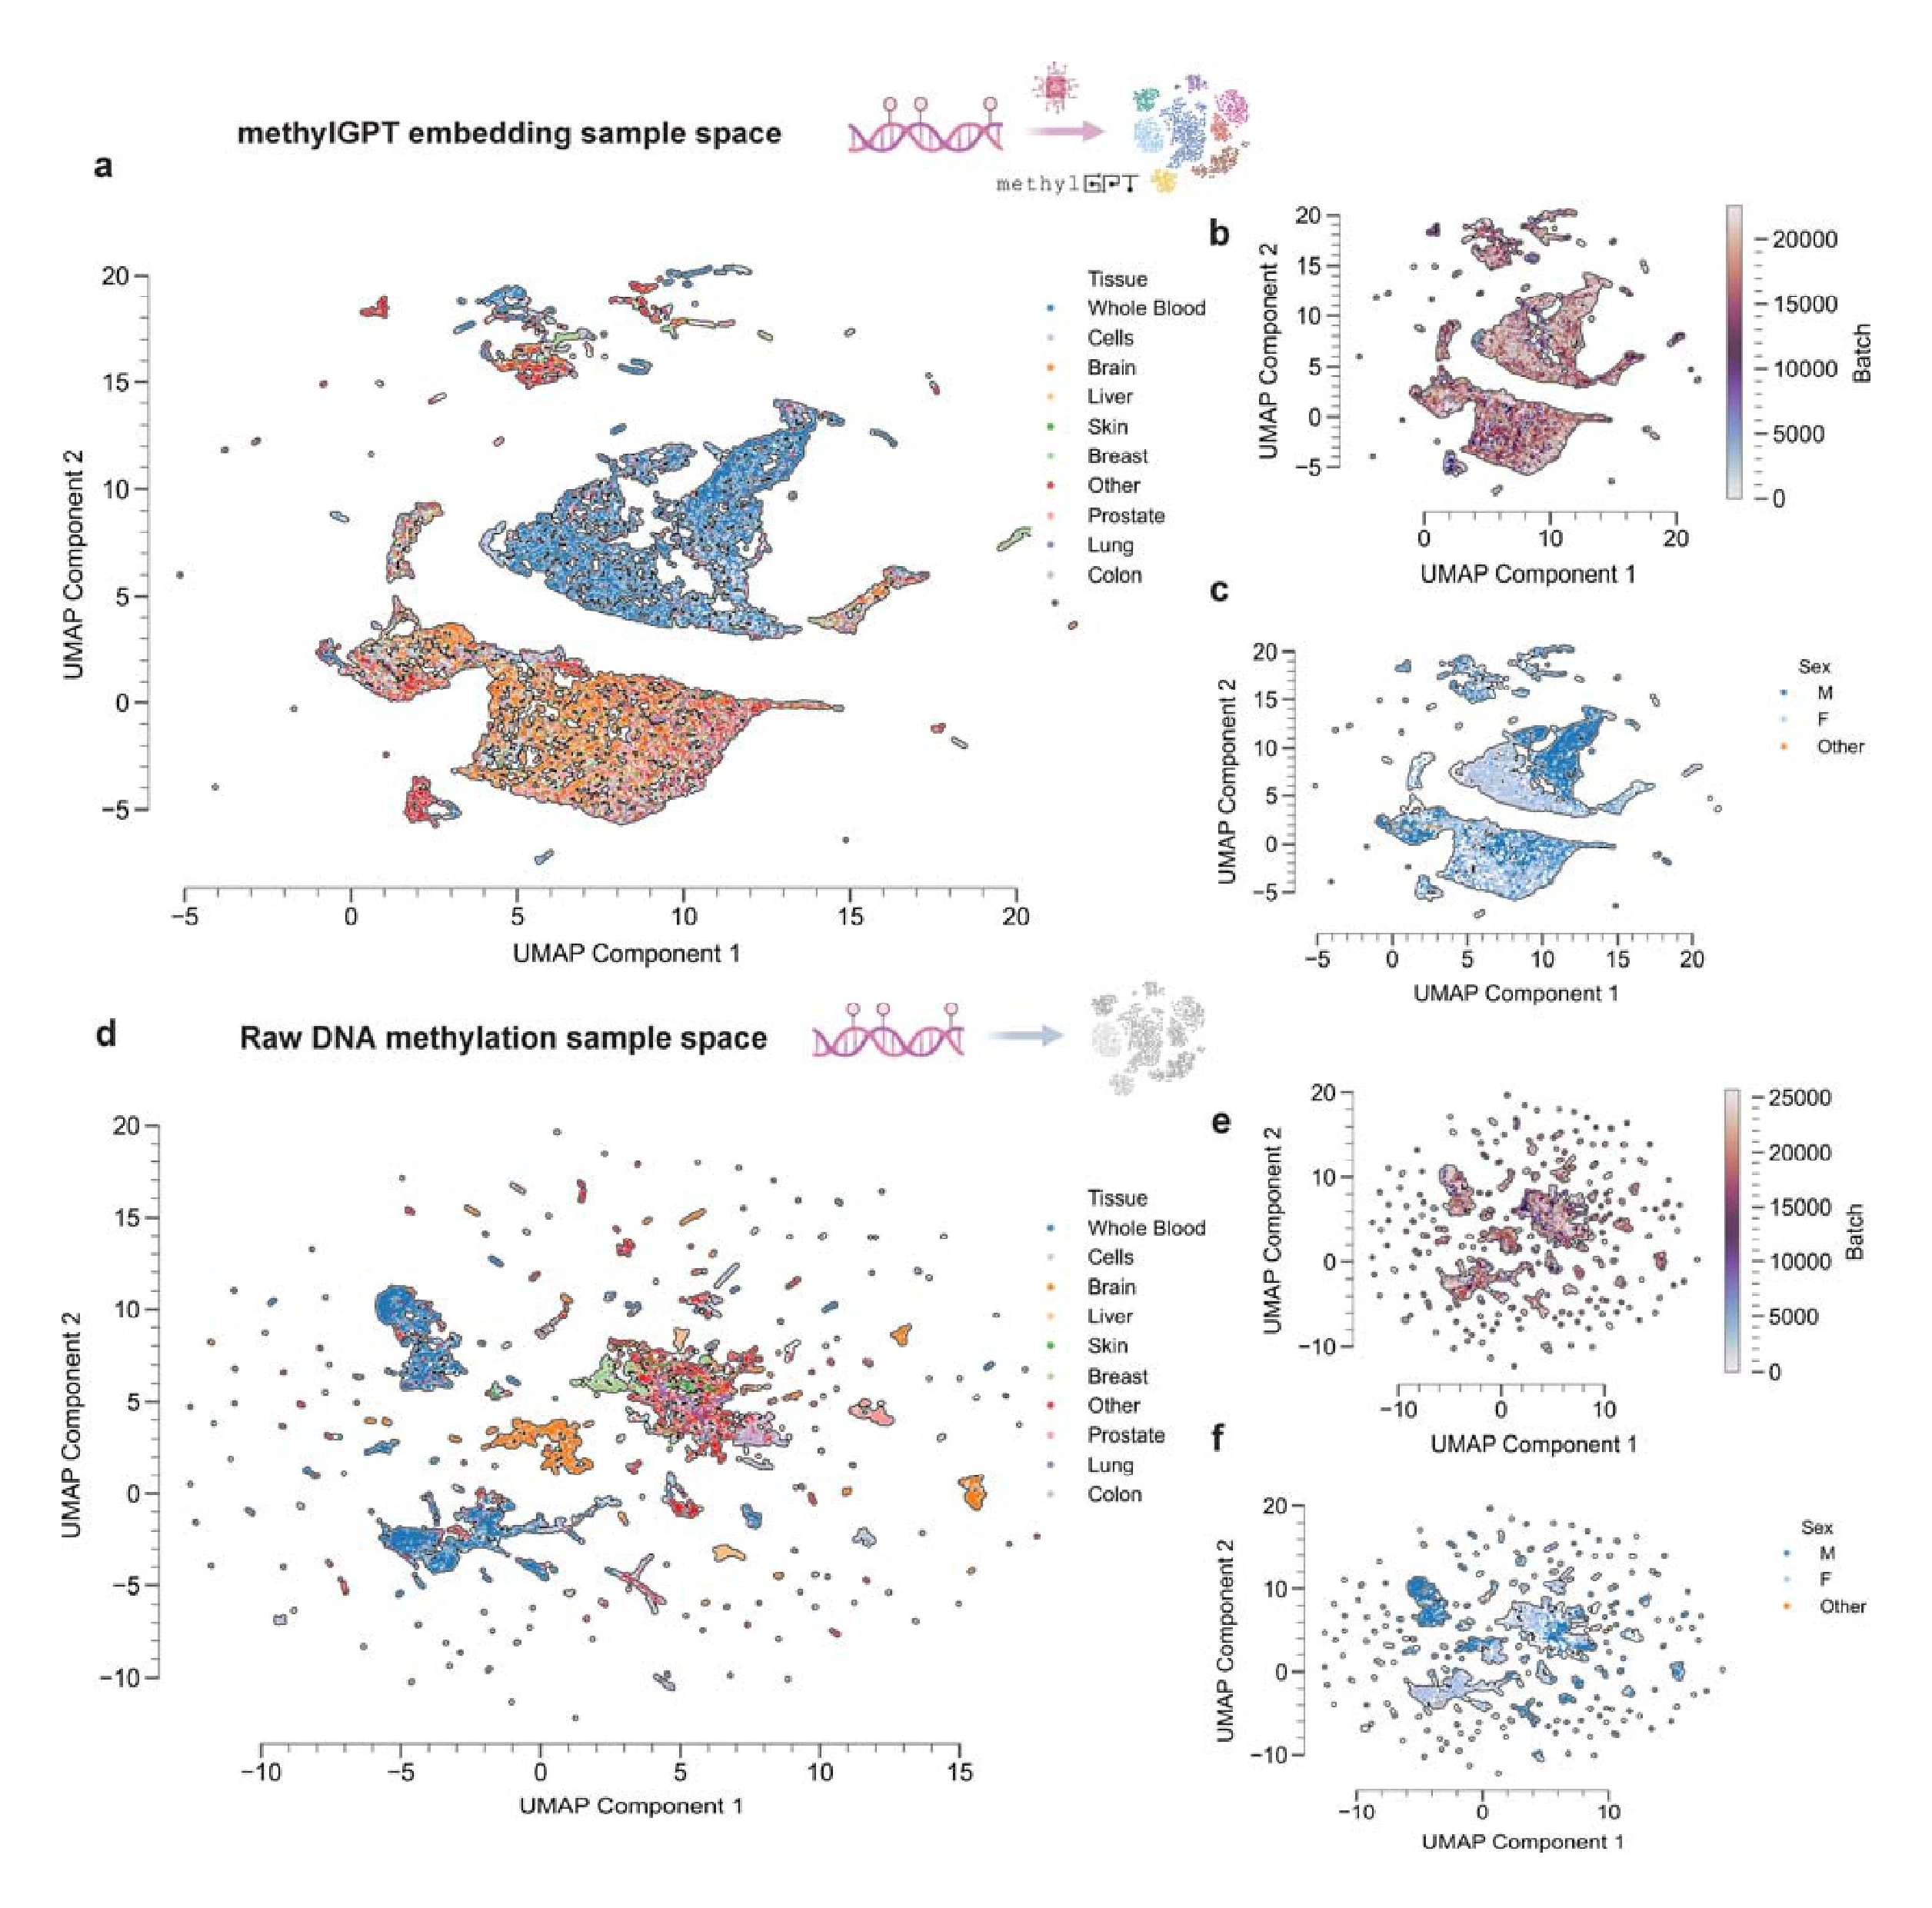 methylGPT embedding sample space
methylGPT
a
20
15
10
5
0
−5
−5 0 5 10 15 20
UMAP Component 1
UMAP Component 2
Tissue
Whole Blood
Cells
Brain
Liver
Skin
Breast
Other
Prostate
Lung
Colon
b
20
15
10
5
0
−5
0 10 20
UMAP Component 1
UMAP Component 2
20000
15000
10000
5000
0
Batch
c
20
15
10
5
0
−5
−5 0 5 10 15 20
UMAP Component 1
UMAP Component 2
Sex
M
F
Other
d
Raw DNA methylation sample space
20
15
10
5
0
−5
−10
−10 −5 0 5 10 15
UMAP Component 1
UMAP Component 2
Tissue
Whole Blood
Cells
Brain
Liver
Skin
Breast
Other
Prostate
Lung
Colon
e
20
10
0
−10
−10 0 10
UMAP Component 1
UMAP Component 2
25000
20000
15000
10000
5000
0
Batch
f
20
10
0
−10
−10 0 10
UMAP Component 1
UMAP Component 2
Sex
M
F
Other